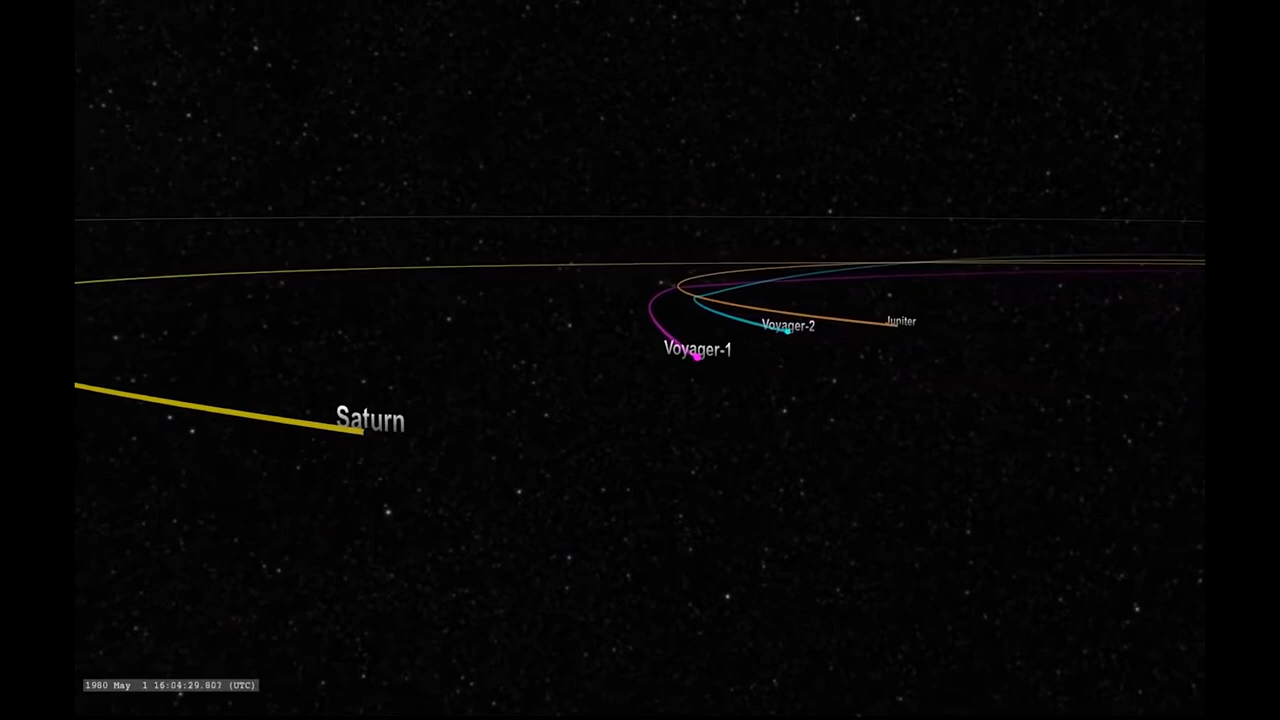 Jupiter
Voyager-2
Voyager-1
Saturn
1980 May  1 16:04:29.807 (UTC)